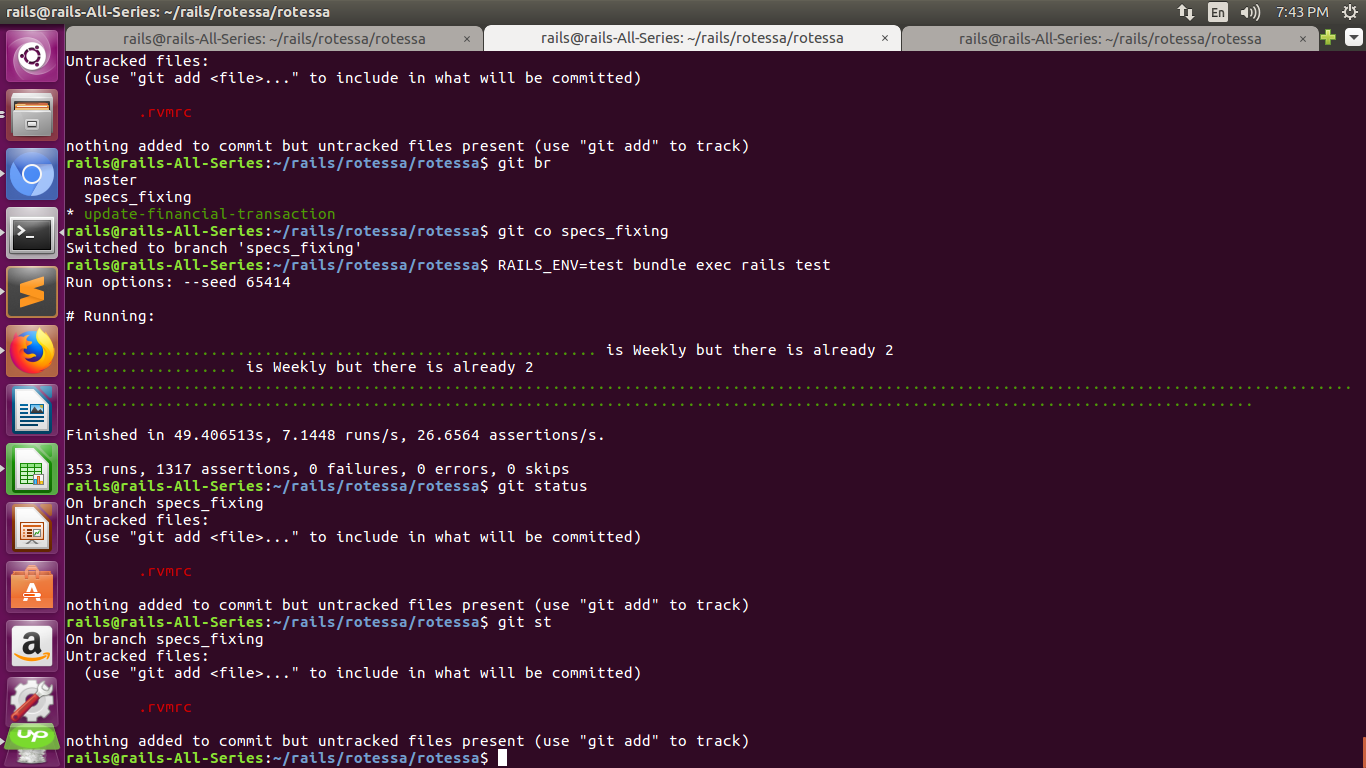 rails@rails-All-Series: ~/rails/rotessa/rotessa
En
7:43 PM
rails@rails-All-Series: ~/rails/rotessa/rotessa ×
rails@rails-All-Series: ~/rails/rotessa/rotessa ×
rails@rails-All-Series: ~/rails/rotessa/rotessa ×
Untracked files:
  (use "git add <file>..." to include in what will be committed)
        .rvmrc
nothing added to commit but untracked files present (use "git add" to track)
rails@rails-All-Series:~/rails/rotessa/rotessa$ git br
  master
  specs_fixing
* update-financial-transaction
rails@rails-All-Series:~/rails/rotessa/rotessa$ git co specs_fixing
Switched to branch 'specs_fixing'
rails@rails-All-Series:~/rails/rotessa/rotessa$ RAILS_ENV=test bundle exec rails test
Run options: --seed 65414
# Running:
........................................................... is Weekly but there is already 2
................... is Weekly but there is already 2
...............................................................................................................................................
....................................................................................................................................
Finished in 49.406513s, 7.1448 runs/s, 26.6564 assertions/s.
353 runs, 1317 assertions, 0 failures, 0 errors, 0 skips
rails@rails-All-Series:~/rails/rotessa/rotessa$ git status
On branch specs_fixing
Untracked files:
  (use "git add <file>..." to include in what will be committed)
        .rvmrc
nothing added to commit but untracked files present (use "git add" to track)
rails@rails-All-Series:~/rails/rotessa/rotessa$ git st
On branch specs_fixing
Untracked files:
  (use "git add <file>..." to include in what will be committed)
        .rvmrc
nothing added to commit but untracked files present (use "git add" to track)
rails@rails-All-Series:~/rails/rotessa/rotessa$
>_
S
A
a
up